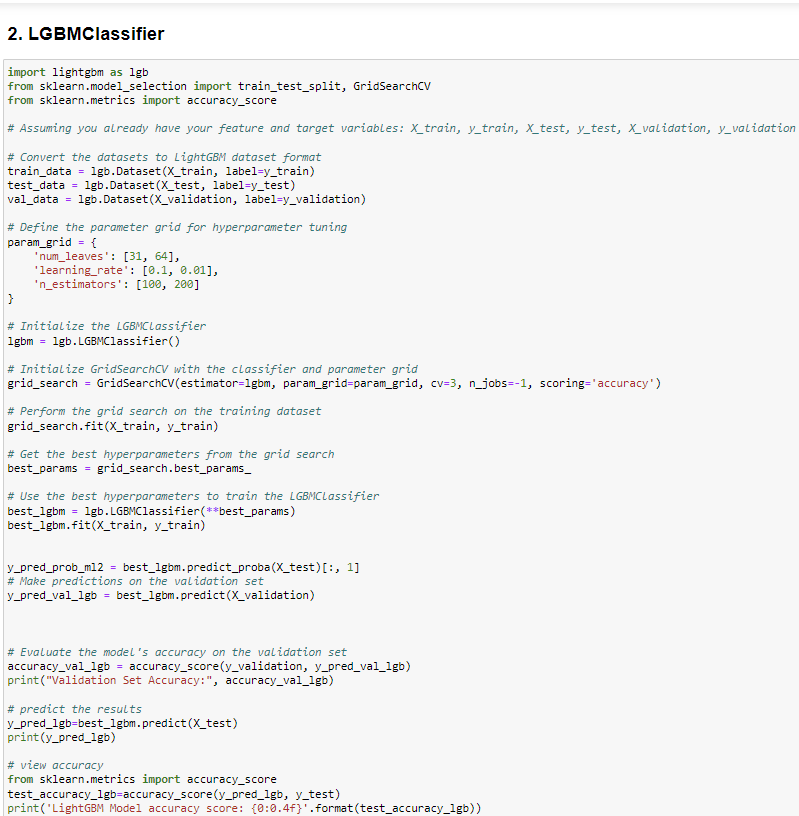 2. LGBMClassifier
import lightgbm as lgb
from sklearn.model_selection import train_test_split, GridSearchCV
from sklearn.metrics import accuracy_score
# Assuming you already have your feature and target variables: X_train, y_train, X_test, y_test, X_validation, y_validation
# Convert the datasets to LightGBM dataset format
train_data = lgb.Dataset(X_train, label=y_train)
test_data = lgb.Dataset(X_test, label=y_test)
val_data = lgb.Dataset(X_validation, label=y_validation)
# Define the parameter grid for hyperparameter tuning
param_grid = {
    'num_leaves': [31, 64],
    'learning_rate': [0.1, 0.01],
    'n_estimators': [100, 200]
}
# Initialize the LGBMClassifier
lgbm = lgb.LGBMClassifier()
# Initialize GridSearchCV with the classifier and parameter grid
grid_search = GridSearchCV(estimator=lgbm, param_grid=param_grid, cv=3, n_jobs=-1, scoring='accuracy')
# Perform the grid search on the training dataset
grid_search.fit(X_train, y_train)
# Get the best hyperparameters from the grid search
best_params = grid_search.best_params_
# Use the best hyperparameters to train the LGBMClassifier
best_lgbm = lgb.LGBMClassifier(**best_params)
best_lgbm.fit(X_train, y_train)
y_pred_prob_ml2 = best_lgbm.predict_proba(X_test)[:, 1]
# Make predictions on the validation set
y_pred_val_lgb = best_lgbm.predict(X_validation)
# Evaluate the model's accuracy on the validation set
accuracy_val_lgb = accuracy_score(y_validation, y_pred_val_lgb)
print("Validation Set Accuracy:", accuracy_val_lgb)
# predict the results
y_pred_lgb=best_lgbm.predict(X_test)
print(y_pred_lgb)
# view accuracy
from sklearn.metrics import accuracy_score
test_accuracy_lgb=accuracy_score(y_pred_lgb, y_test)
print('LightGBM Model accuracy score: {0:0.4f}'.format(test_accuracy_lgb))